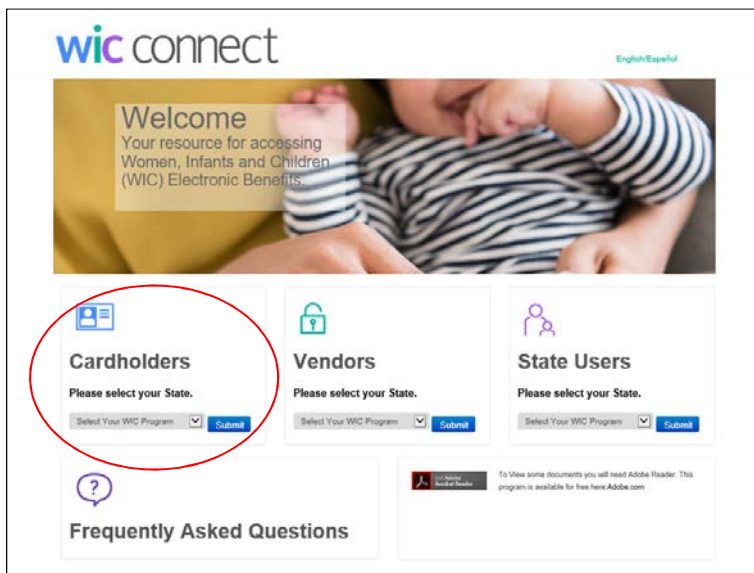 wic connect
English/Español
Welcome
Your resource for accessing
Women, Infants and Children
(WIC) Electronic Benefits.
Cardholders
Please select your State.
Select Your WIC Program
Submit
Vendors
Please select your State.
Select Your WIC Program
Submit
State Users
Please select your State.
Select Your WIC Program
Submit
?
Frequently Asked Questions
Adobe
Acrobat Reader
To View some documents you will need Adobe Reader. This
program is available for free here:Adobe.com